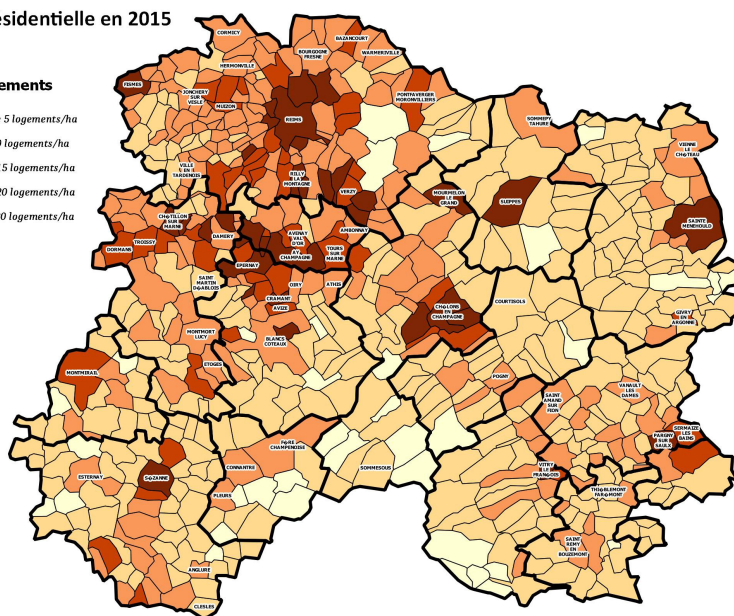 ésidentielle en 2015
ements
5 logements/ha
0 logements/ha
15 logements/ha
20 logements/ha
30 logements/ha
CORMICY
BOURGOGNE
FRESNE
BAZANCOURT
WARMERIVILLE
HERMONVILLE
FISMES
JONCHERY
SUR
VESLE
MUIZON
PONTFAVERGER
MORONVILLIERS
REIMS
SOMMEPY
TAHURE
VIENNE
LE
CH�TEAU
VILLE
EN
TARDENOIS
RILLY
LA
MONTAGNE
VERZY
MOURMELON
LE
GRAND
SUIPPES
SAINTE
MENEHOULD
CH�TILLON
SUR
MARNE
DORMANS
TROISSY
DAMERY
AVENAY
VAL
D'OR
AMBONNAY
AY-
CHAMPAGNE
TOURS
SUR
MARNE
EPERNAY
SAINT
MARTIN
D�ABLOIS
OIRY
ATHIS
CRAMANT
AVIZE
CH�LONS
EN
CHAMPAGNE
COURTISOLS
GIVRY
EN
ARGONNE
MONTMORT
LUCY
BLANCS
COTEAUX
ETOGES
MONTMIRAIL
POGNY
SAINT
AMAND
SUR
FION
VANAULT
LES
DAMES
SERMAIZE
LES
BAINS
PARGNY
SUR
SAULX
F�RE
CHAMPENOISE
CONNANTRE
SOMMESOUS
VITRY
LE
FRAN�OIS
ESTERNAY
S�ZANNE
PLEURS
TH�BLEMONT
FAR�MONT
SAINT
REMY
EN
BOUZEMONT
ANGLURE
CLESLES